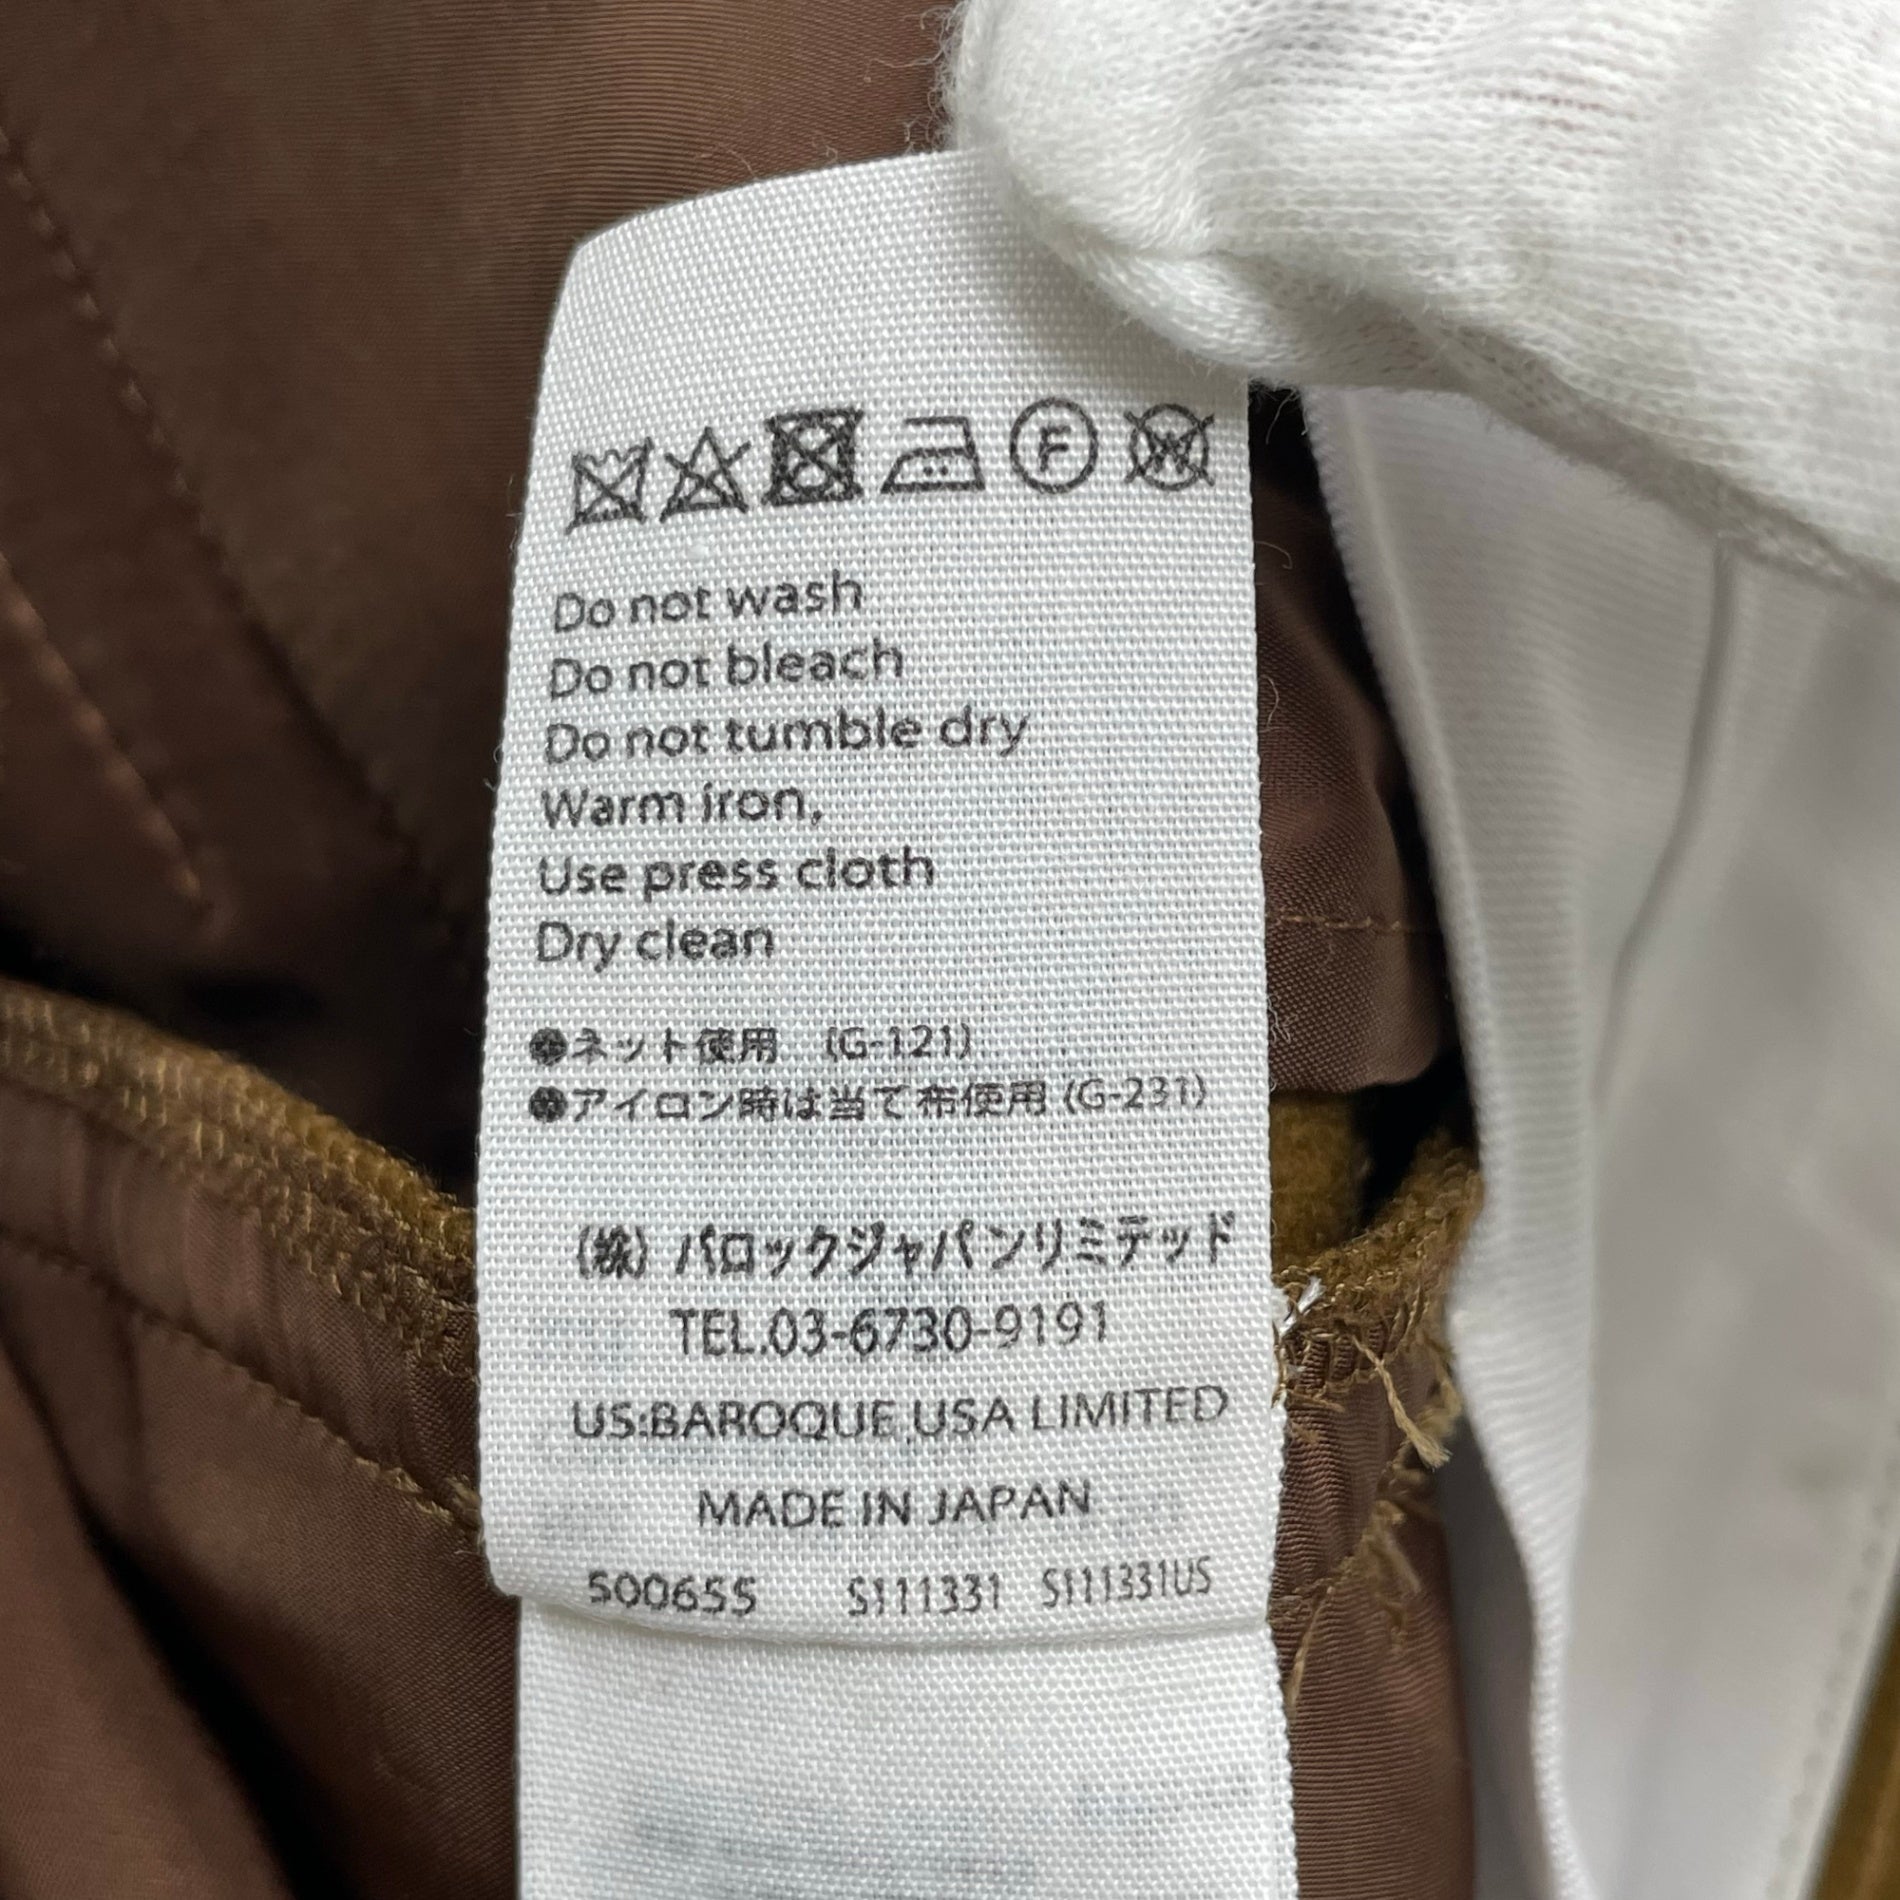 F W
Do not wash
Do not bleach
Do not tumble dry
Warm iron,
Use press cloth
Dry clean
●ネット使用 (G-121)
●アイロン時は当て布使用 (G-231)
(株) バロックジャパンリミテッド
TEL.03-6730-9191
US:BAROQUE USA LIMITED
MADE IN JAPAN
500655 S111331 S111331US